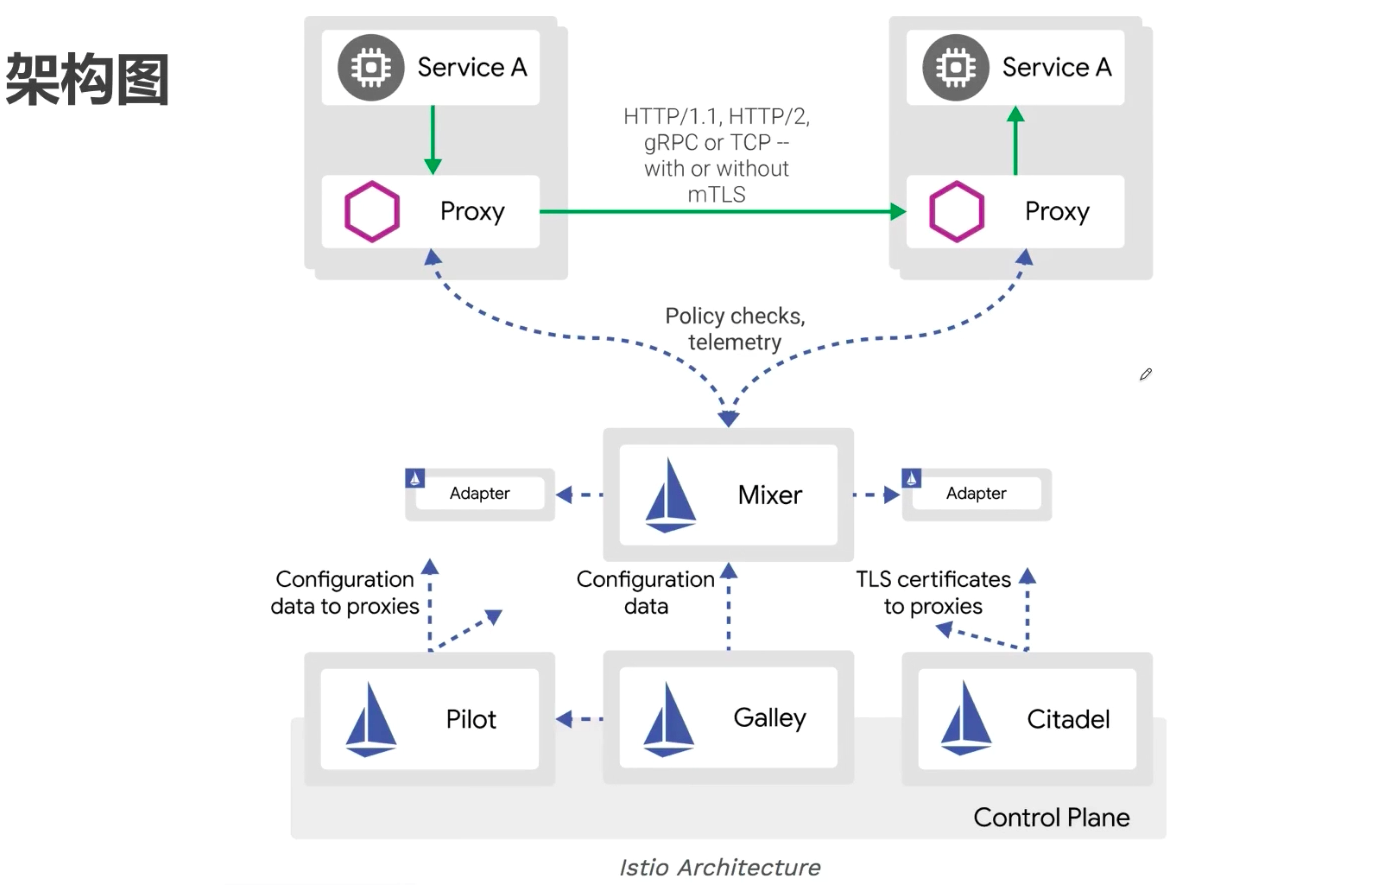 架构图
Service A
Service A
HTTP/1.1, HTTP/2,
gRPC or TCP --
with or without
mTLS
Proxy
Proxy
Policy checks,
telemetry
Adapter
Mixer
Adapter
Configuration
data to proxies
Configuration
data
TLS certificates
to proxies
Pilot
Galley
Citadel
Control Plane
Istio Architecture